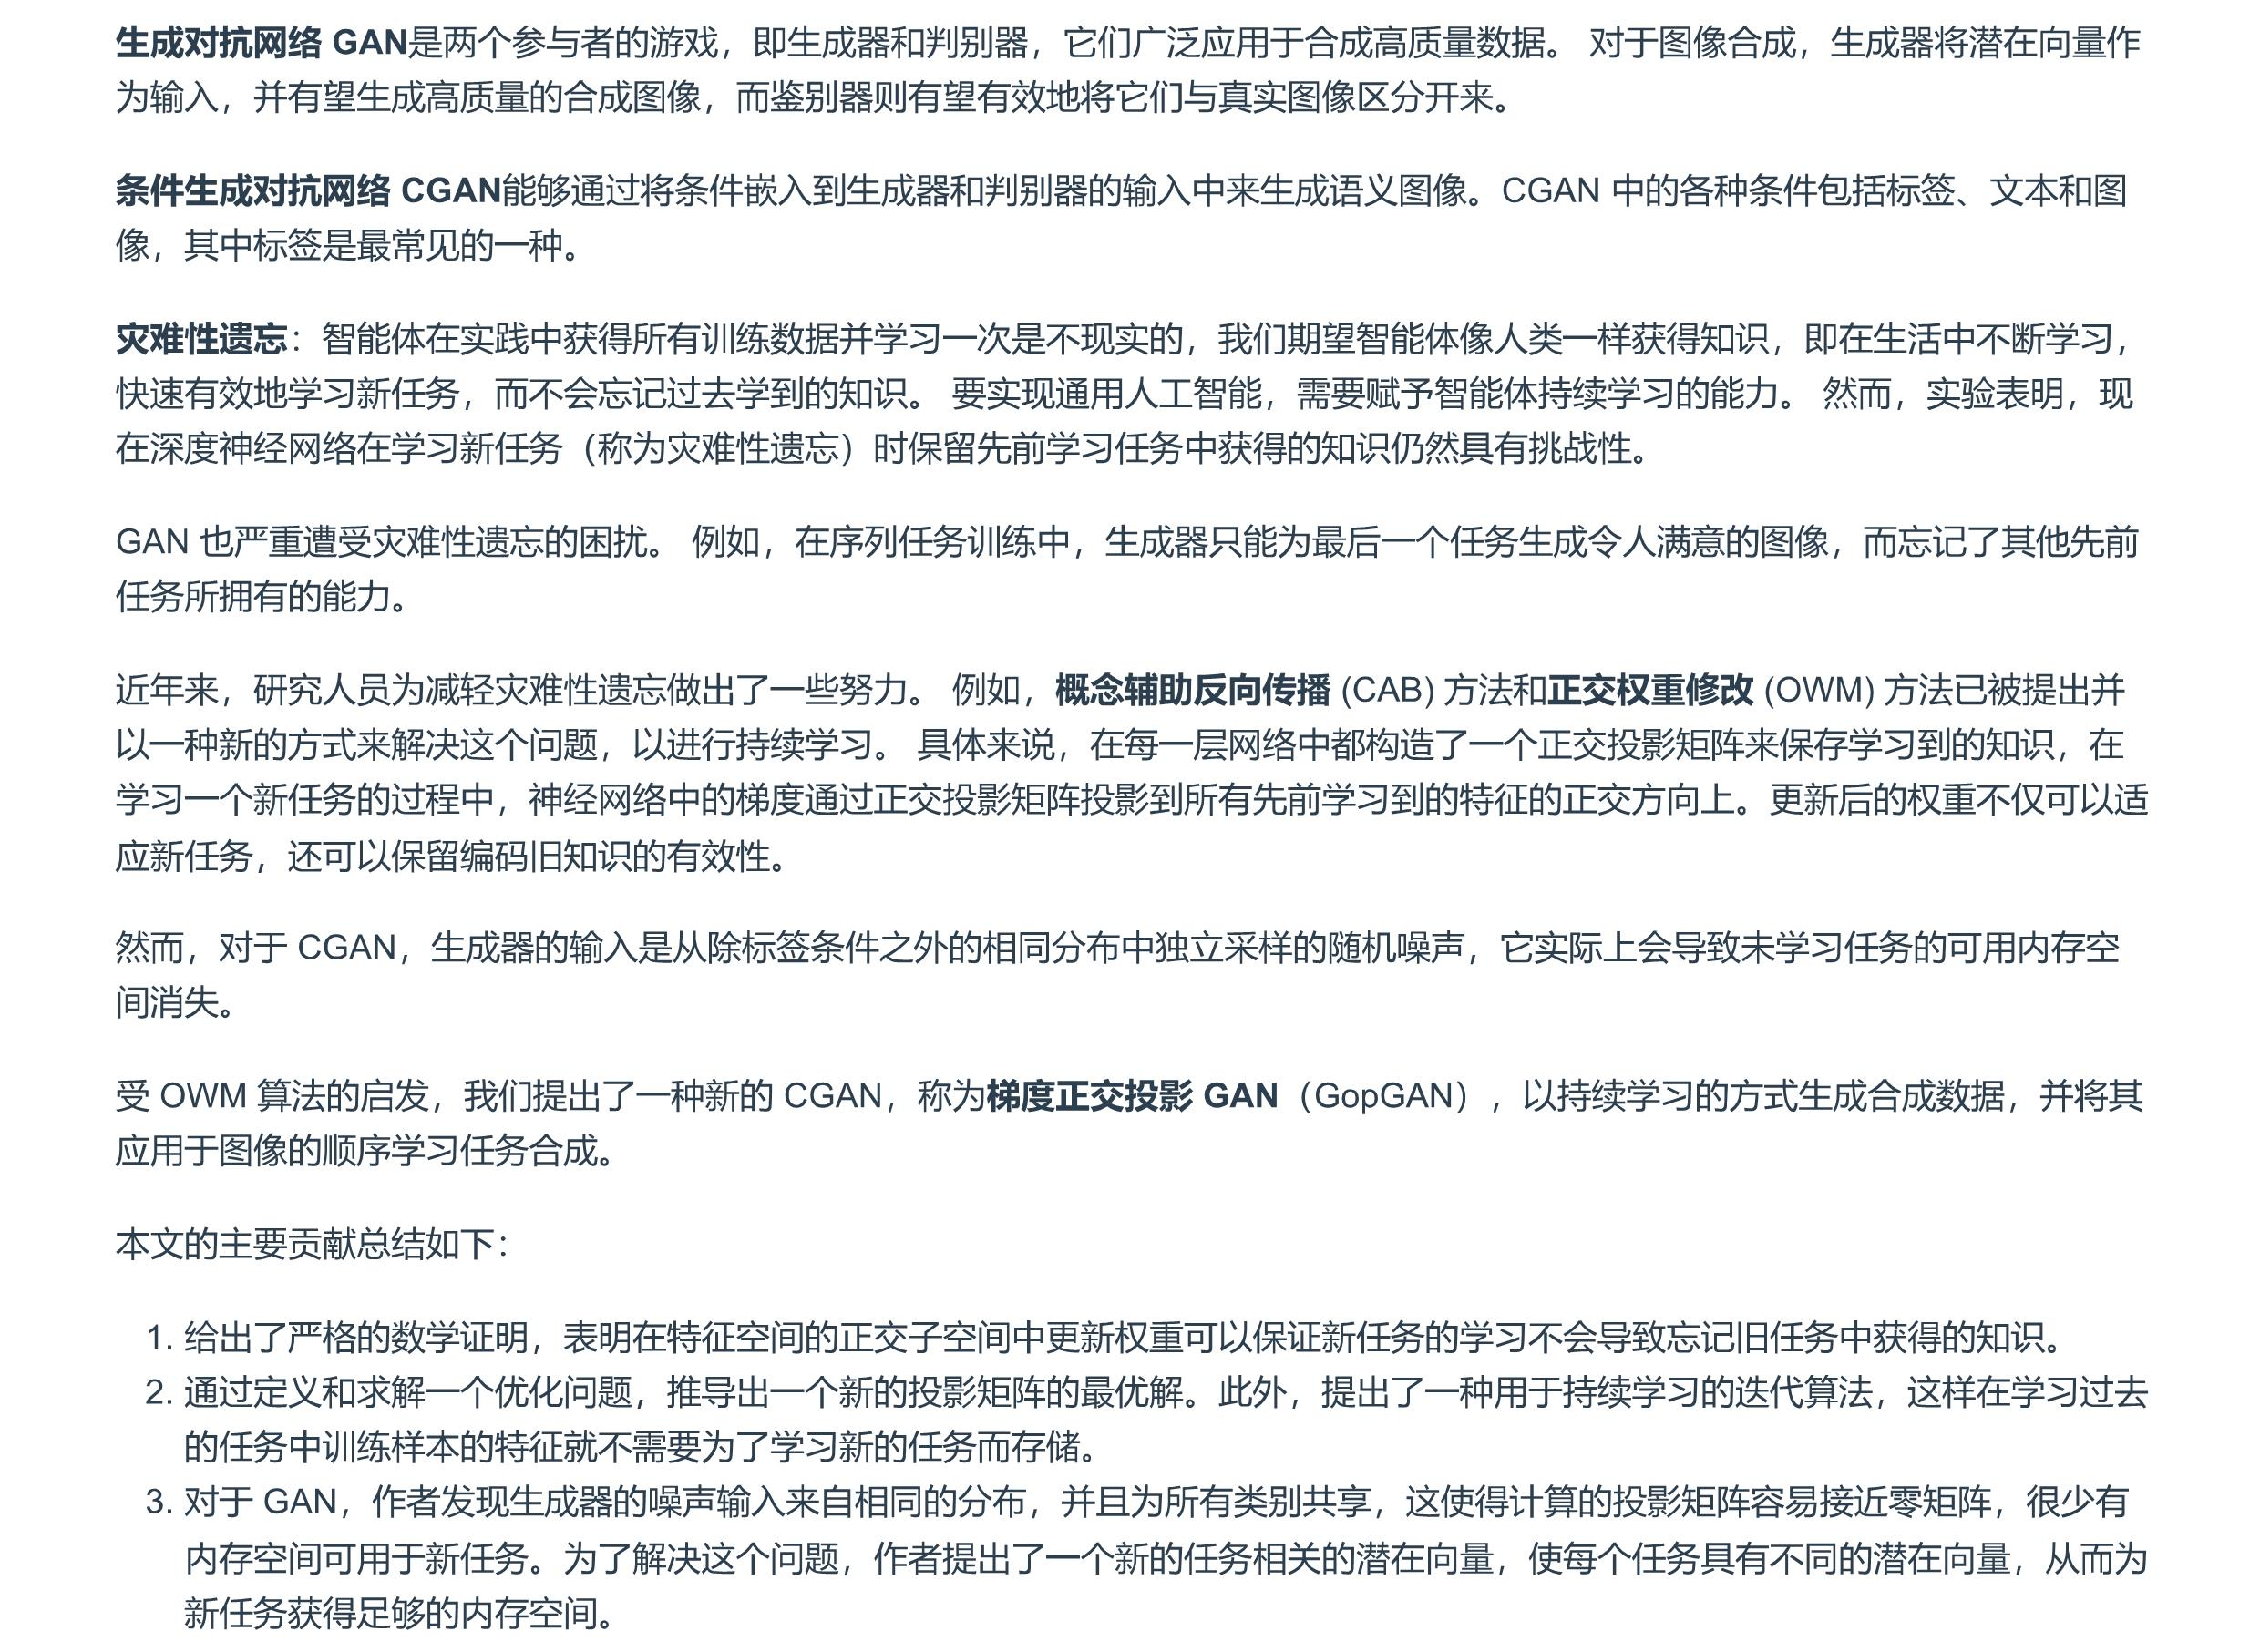 生成对抗网络 GAN是两个参与者的游戏，即生成器和判别器，它们广泛应用于合成高质量数据。 对于图像合成，生成器将潜在向量作
为输入，并有望生成高质量的合成图像，而鉴别器则有望有效地将它们与真实图像区分开来。
条件生成对抗网络 CGAN能够通过将条件嵌入到生成器和判别器的输入中来生成语义图像。CGAN 中的各种条件包括标签、文本和图
像，其中标签是最常见的一种。
灾难性遗忘：智能体在实践中获得所有训练数据并学习一次是不现实的，我们期望智能体像人类一样获得知识，即在生活中不断学习，
快速有效地学习新任务，而不会忘记过去学到的知识。 要实现通用人工智能，需要赋予智能体持续学习的能力。 然而，实验表明，现
在深度神经网络在学习新任务（称为灾难性遗忘）时保留先前学习任务中获得的知识仍然具有挑战性。
GAN 也严重遭受灾难性遗忘的困扰。 例如，在序列任务训练中，生成器只能为最后一个任务生成令人满意的图像，而忘记了其他先前
任务所拥有的能力。
近年来，研究人员为减轻灾难性遗忘做出了一些努力。 例如，概念辅助反向传播 (CAB) 方法和正交权重修改 (OWM) 方法已被提出并
以一种新的方式来解决这个问题，以进行持续学习。 具体来说，在每一层网络中都构造了一个正交投影矩阵来保存学习到的知识，在
学习一个新任务的过程中，神经网络中的梯度通过正交投影矩阵投影到所有先前学习到的特征的正交方向上。更新后的权重不仅可以适
应新任务，还可以保留编码旧知识的有效性。
然而，对于 CGAN，生成器的输入是从除标签条件之外的相同分布中独立采样的随机噪声，它实际上会导致未学习任务的可用内存空
间消失。
受 OWM 算法的启发，我们提出了一种新的 CGAN，称为梯度正交投影 GAN（GopGAN），以持续学习的方式生成合成数据，并将其
应用于图像的顺序学习任务合成。
本文的主要贡献总结如下：
1. 给出了严格的数学证明，表明在特征空间的正交子空间中更新权重可以保证新任务的学习不会导致忘记旧任务中获得的知识。
2. 通过定义和求解一个优化问题，推导出一个新的投影矩阵的最优解。此外，提出了一种用于持续学习的迭代算法，这样在学习过去
的任务中训练样本的特征就不需要为了学习新的任务而存储。
3. 对于 GAN，作者发现生成器的噪声输入来自相同的分布，并且为所有类别共享，这使得计算的投影矩阵容易接近零矩阵，很少有
内存空间可用于新任务。为了解决这个问题，作者提出了一个新的任务相关的潜在向量，使每个任务具有不同的潜在向量，从而为
新任务获得足够的内存空间。